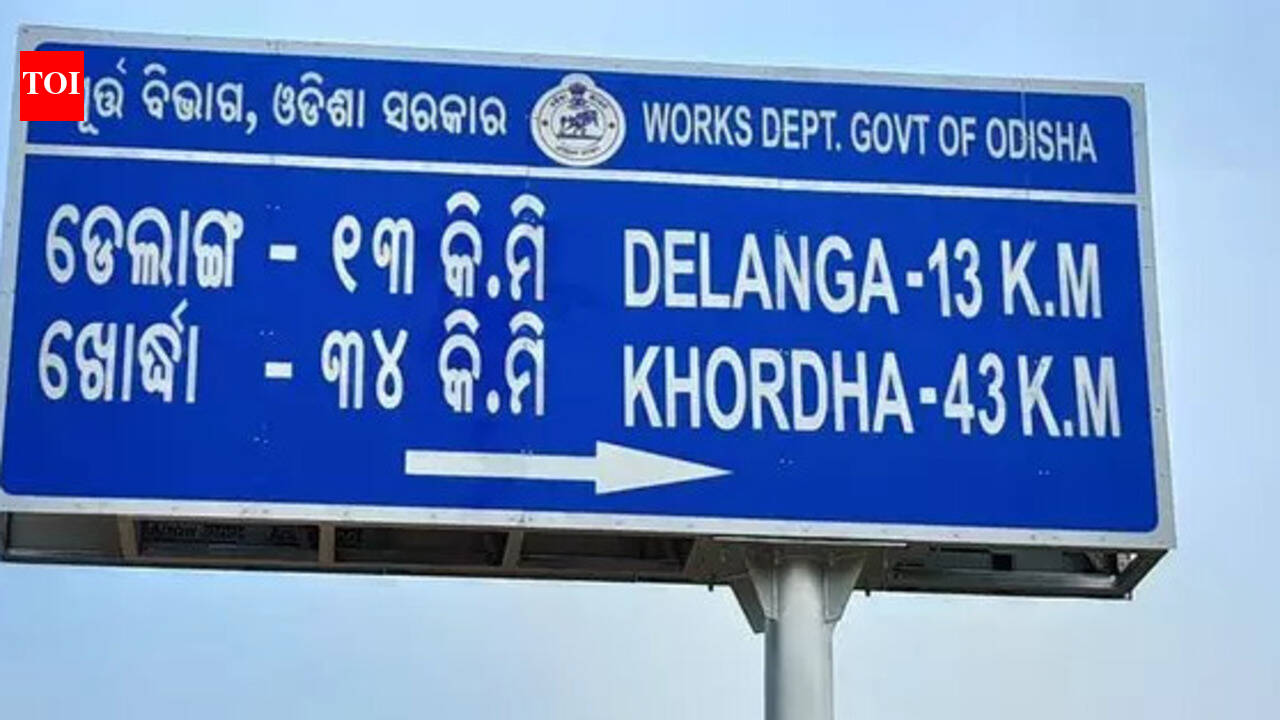 TOI
ବିଭାଗ, ଓଡିଶା ସରକାର WORKS DEPT. GOVT OF ODISHA
ଡେଲାଙ୍ଗ - ୧୩ କି.ମି DELANGA - 13 K.M
ଖୋର୍ଦ୍ଧା - ୩୪ କି.ମି KHORDHA - 43 K.M